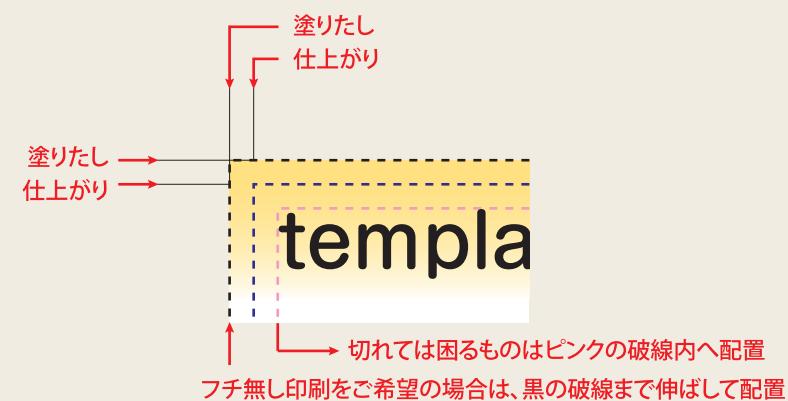 塗りたし
仕上がり
塗りたし
仕上がり
templa
切れては困るものはピンクの破線内へ配置
フチ無し印刷をご希望の場合は、黒の破線まで伸ばして配置